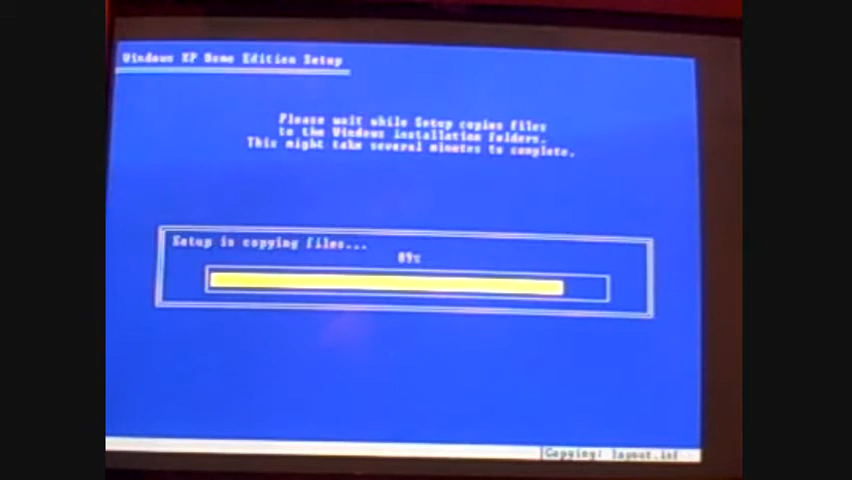 Windows XP Home Edition Setup
Please wait while Setup copies files
to the Windows installation folders.
This might take several minutes to complete.
Setup is copying files...
89%
Copying: layout.inf